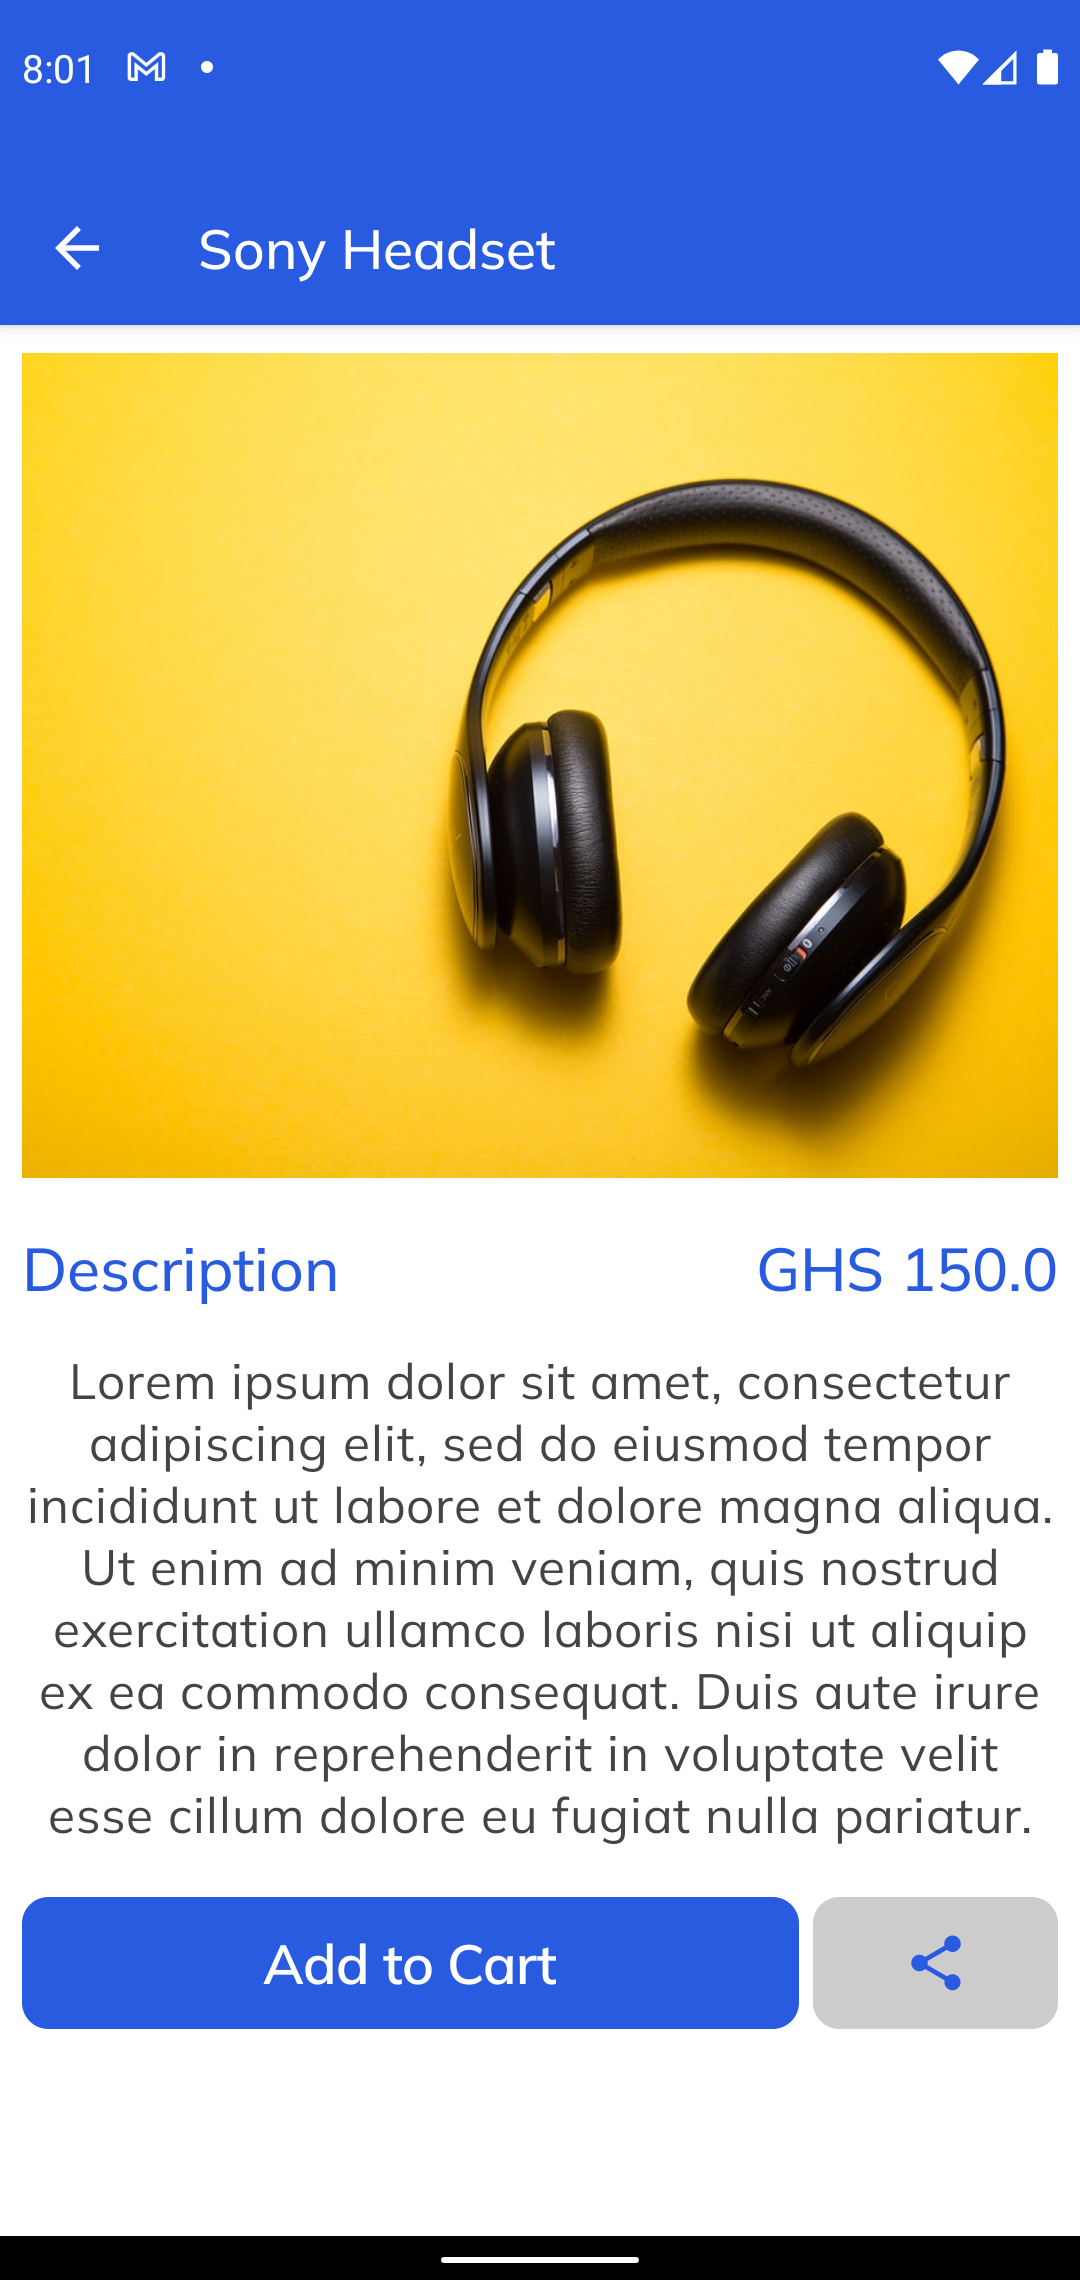 8:01
Sony Headset
Description
GHS 150.0
Lorem ipsum dolor sit amet, consectetur
adipiscing elit, sed do eiusmod tempor
incididunt ut labore et dolore magna aliqua.
Ut enim ad minim veniam, quis nostrud
exercitation ullamco laboris nisi ut aliquip
ex ea commodo consequat. Duis aute irure
dolor in reprehenderit in voluptate velit
esse cillum dolore eu fugiat nulla pariatur.
Add to Cart